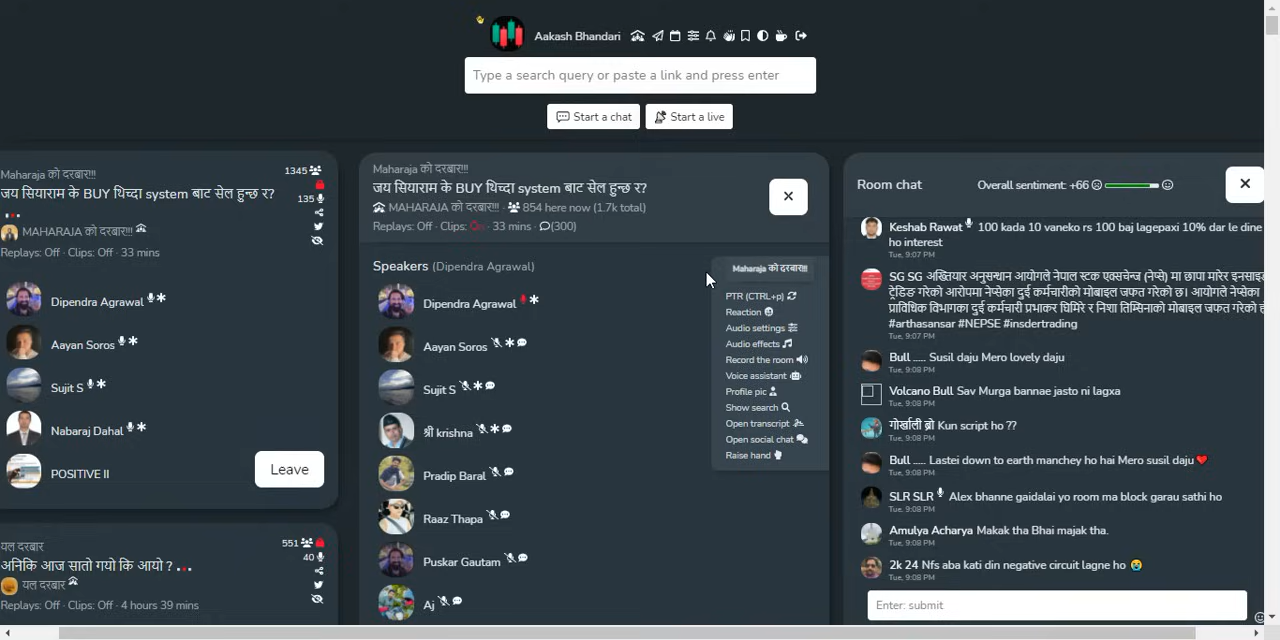 Aakash Bhandari
Type a search query or paste a link and press enter
Start a chat
Start a live
Maharaja को दरबार!!!
1345
जय सियाराम के BUY थिच्दा system बाट सेल हुन्छ र?
135
MAHARAJA को दरबार!!!
Replays: Off · Clips: Off · 33 mins
Dipendra Agrawal
Aayan Soros
Sujit S
Nabaraj Dahal
POSITIVE II
Leave
यल दरबार
551
अनिकि आज सातो गयो कि आयो ?
40
यल दरबार
Replays: Off · Clips: Off · 4 hours 39 mins
Maharaja को दरबार!!!
जय सियाराम के BUY थिच्दा system बाट सेल हुन्छ र?
MAHARAJA को दरबार!!! · 854 here now (1.7k total)
Replays: Off · Clips: On · 33 mins · (300)
Speakers (Dipendra Agrawal)
Dipendra Agrawal
Aayan Soros
Sujit S
श्री krishna
Pradip Baral
Raaz Thapa
Puskar Gautam
Aj
Maharaja को दरबार!!!
PTR (CTRL+p)
Reaction
Audio settings
Audio effects
Record the room
Voice assistant
Profile pic
Show search
Open transcript
Open social chat
Raise hand
Room chat
Overall sentiment: +66
Keshab Rawat 100 kada 10 vaneko rs 100 baj lagepaxi 10% dar le dine
ho interest
Tue, 9:07 PM
SG SG अख्तियार अनुसन्धान आयोगले नेपाल स्टक एक्सचेन्ज (नेप्से) मा छापा मारेर इनसाइड
ट्रेडिङ गरेको आरोपमा नेप्सेका दुई कर्मचारीको मोबाइल जफत गरेको छ। आयोगले नेप्सेका
प्राविधिक विभागका दुई कर्मचारी प्रभाकर घिमिरे र निशा तिम्सिनाको मोबाइल जफत गरेको ह
#arthasansar #NEPSE #insdertrading
Tue, 9:07 PM
Bull ..... Susil daju Mero lovely daju
Tue, 9:08 PM
Volcano Bull Sav Murga bannae jasto ni lagxa
Tue, 9:08 PM
गोर्खाली ब्रो Kun script ho ??
Tue, 9:08 PM
Bull ..... Lastei down to earth manchey ho hai Mero susil daju❤
Tue, 9:08 PM
SLR SLR Alex bhanne gaidalai yo room ma block garau sathi ho
Tue, 9:08 PM
Amulya Acharya Makak tha Bhai majak tha.
Tue, 9:08 PM
2k 24 Nfs aba kati din negative circuit lagne ho 😭
Tue, 9:08 PM
Enter: submit